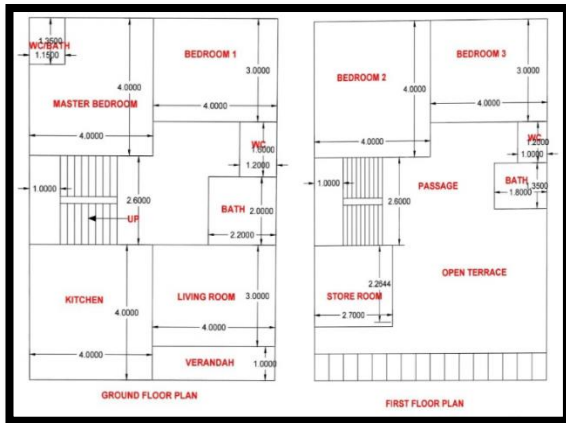 WC/BATH
1.3500
1.1500
4.0000
MASTER BEDROOM
4.0000
BEDROOM 1
3.0000
4.0000
WC
1.2000
1.0000
2.6000
UP
BATH
2.0000
2.2000
KITCHEN
4.0000
4.0000
LIVING ROOM
3.0000
4.0000
VERANDAH
1.0000
GROUND FLOOR PLAN
BEDROOM 2
4.0000
4.0000
BEDROOM 3
3.0000
4.0000
WC
1.2000
1.0000
PASSAGE
1.0000
2.6000
BATH
1.3500
1.8000
2.2644
STORE ROOM
2.7000
OPEN TERRACE
FIRST FLOOR PLAN